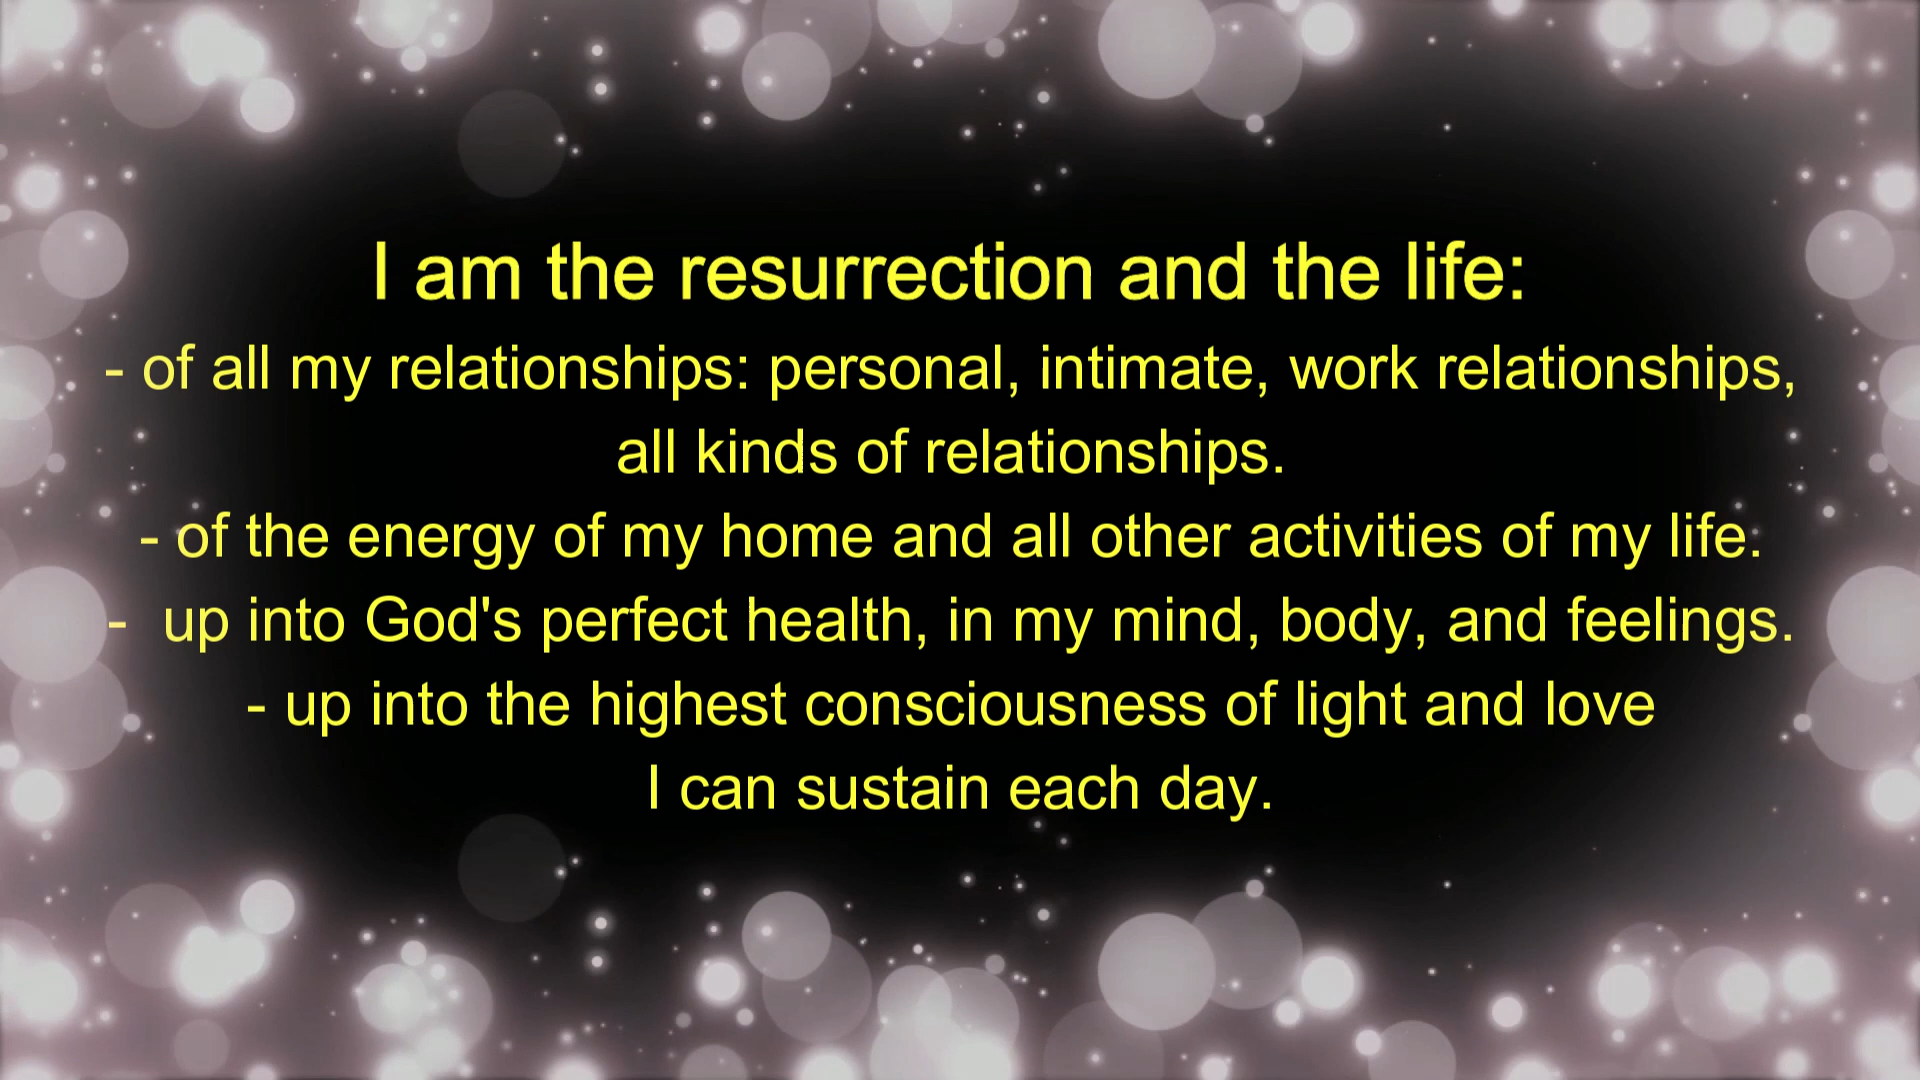 I am the resurrection and the life:
- of all my relationships: personal, intimate, work relationships,
all kinds of relationships.
- of the energy of my home and all other activities of my life.
-  up into God's perfect health, in my mind, body, and feelings.
- up into the highest consciousness of light and love
I can sustain each day.